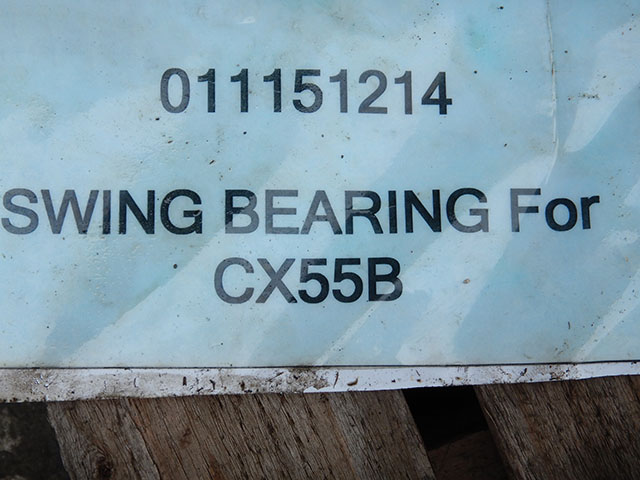 011151214
SWING BEARING For
CX55B